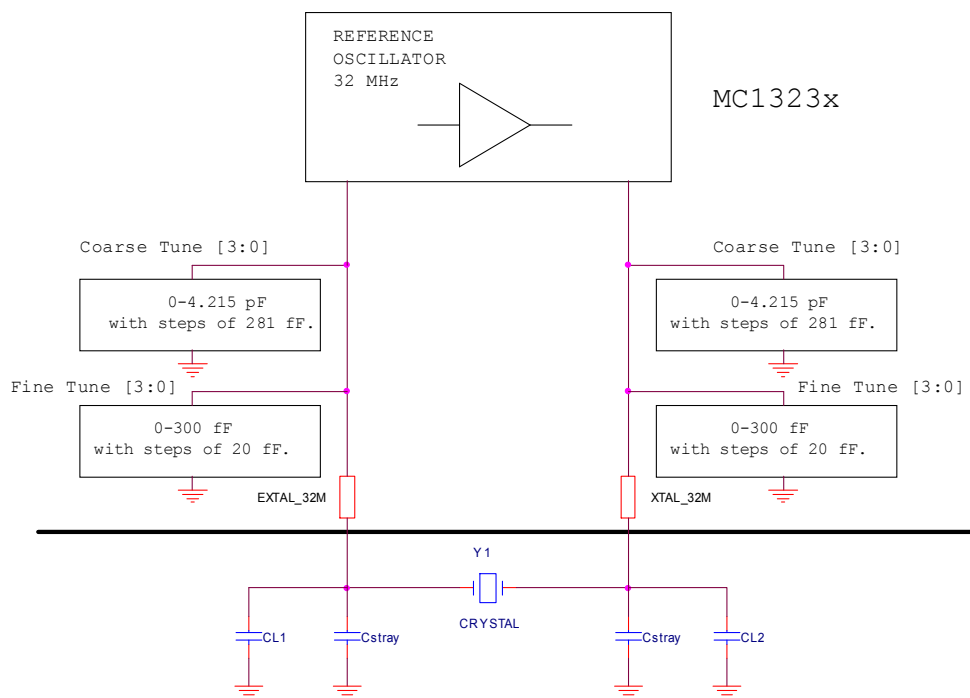 REFERENCE
OSCILLATOR
32 MHz
MC1323x
Coarse Tune [3:0]
Coarse Tune [3:0]
0-4.215 pF
with steps of 281 fF.
0-4.215 pF
with steps of 281 fF.
Fine Tune [3:0]
Fine Tune [3:0]
0-300 fF
with steps of 20 fF.
0-300 fF
with steps of 20 fF.
EXTAL_32M
XTAL_32M
Y1
CRYSTAL
CL1
Cstray
Cstray
CL2